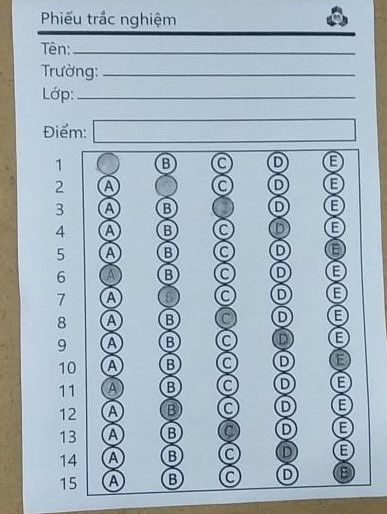 Phiếu trắc nghiệm
Tên:
Trường:
Lớp:
Điểm:
1 B C D E
2 A C D E
3 A B D E
4 A B C D E
5 A B C D E
6 A B C D E
7 A B C D E
8 A B C D E
9 A B C D E
10 A B C D E
11 A B C D E
12 A B C D E
13 A B C D E
14 A B C D E
15 A B C D E